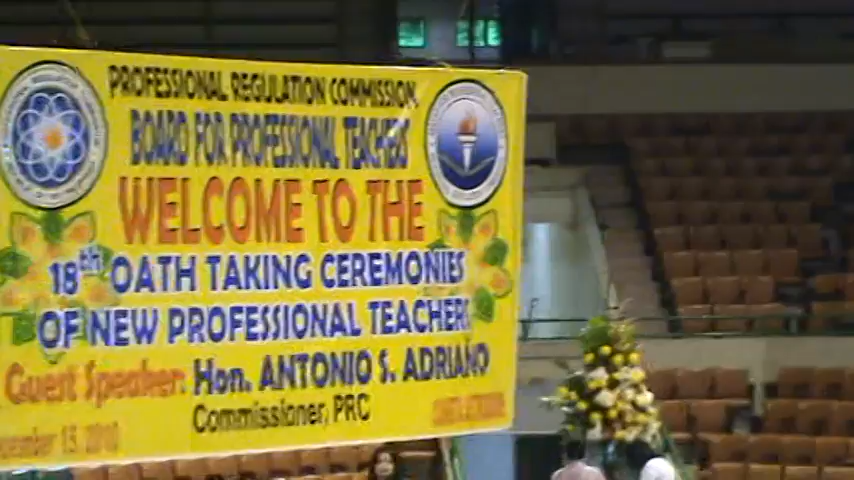 PROFESSIONAL REGULATION COMMISSION
BOARD FOR PROFESSIONAL TEACHERS
WELCOME TO THE
18th OATH TAKING CEREMONIES
OF NEW PROFESSIONAL TEACHERS
Guest Speaker: Hon. ANTONIO S. ADRIANO
Commissioner, PRC